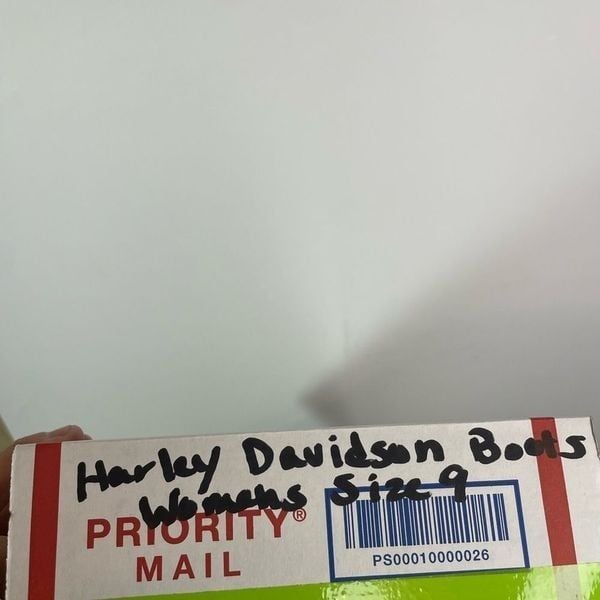 Harley Davidson Boots
Womens Size 9
PRIORITY®
MAIL
PS00010000026